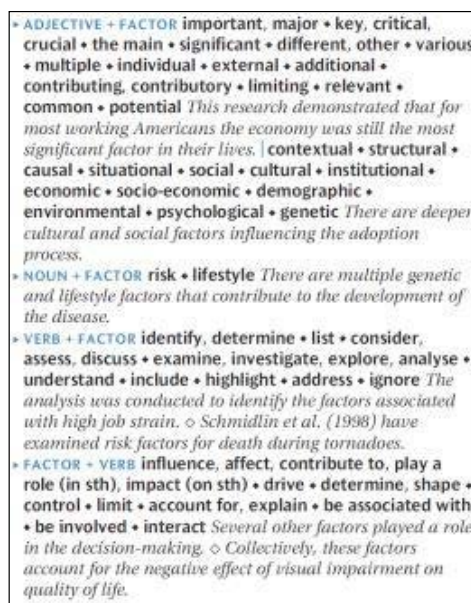 ▸ ADJECTIVE + FACTOR important, major ⬥ key, critical,
crucial ⬥ the main ⬥ significant ⬥ different, other ⬥ various
⬥ multiple ⬥ individual ⬥ external ⬥ additional ⬥
contributing, contributory ⬥ limiting ⬥ relevant ⬥
common ⬥ potential This research demonstrated that for
most working Americans the economy was still the most
significant factor in their lives. | contextual ⬥ structural ⬥
causal ⬥ situational ⬥ social ⬥ cultural ⬥ institutional ⬥
economic ⬥ socio-economic ⬥ demographic ⬥
environmental ⬥ psychological ⬥ genetic There are deeper
cultural and social factors influencing the adoption
process.
▸ NOUN + FACTOR risk ⬥ lifestyle There are multiple genetic
and lifestyle factors that contribute to the development of
the disease.
▸ VERB + FACTOR identify, determine ⬥ list ⬥ consider,
assess, discuss ⬥ examine, investigate, explore, analyse ⬥
understand ⬥ include ⬥ highlight ⬥ address ⬥ ignore The
analysis was conducted to identify the factors associated
with high job strain. ◇ Schmidlin et al. (1998) have
examined risk factors for death during tornadoes.
▸ FACTOR + VERB influence, affect, contribute to, play a
role (in sth), impact (on sth) ⬥ drive ⬥ determine, shape ⬥
control ⬥ limit ⬥ account for, explain ⬥ be associated with
⬥ be involved ⬥ interact Several other factors played a role
in the decision-making. ◇ Collectively, these factors
account for the negative effect of visual impairment on
quality of life.